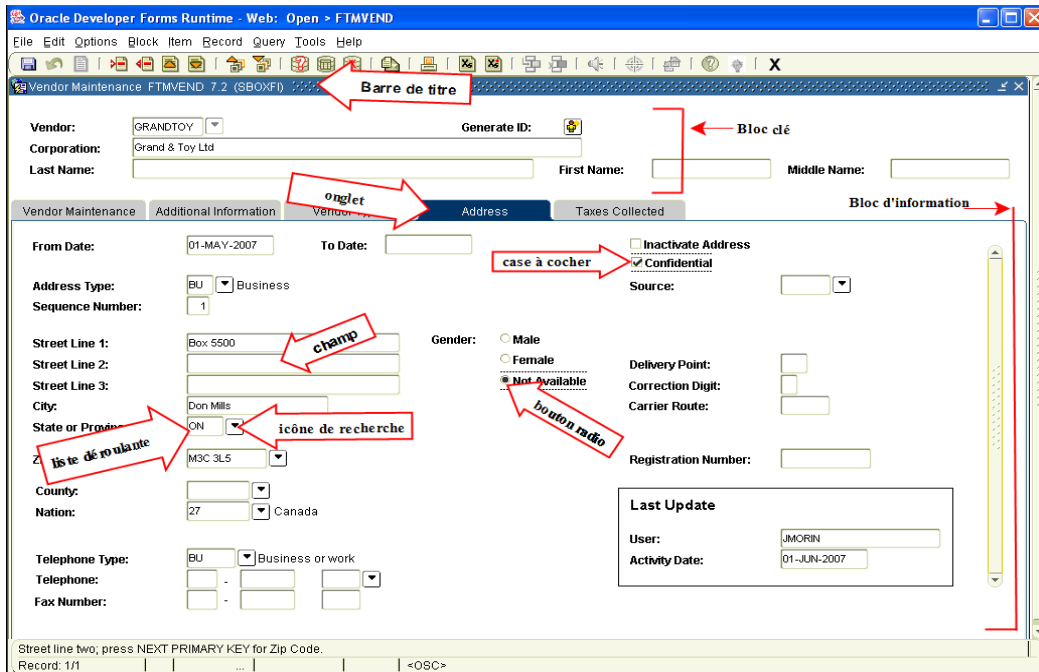 Oracle Developer Forms Runtime - Web: Open > FTMVEND
File Edit Options Block Item Record Query Tools Help
Vendor Maintenance FTMVEND 7.2 (SBOXFI)
Barre de titre
Vendor: GRANDTOY Generate ID:
Bloc clé
Corporation: Grand & Toy Ltd
Last Name: First Name: Middle Name:
onglet
Bloc d'information
Vendor Maintenance Additional Information Address Taxes Collected
From Date: 01-MAY-2007 To Date: Inactivate Address
case à cocher Confidential
Address Type: BU Business Source:
Sequence Number: 1
Street Line 1: Box 5500 champ Gender: Male
Street Line 2: Female Delivery Point:
Street Line 3: Not Available Correction Digit:
City: Don Mills Carrier Route:
bouton radio
State or Provin ON icône de recherche
liste déroulante
Z M3C 3L5 Registration Number:
County:
Nation: 27 Canada
Last Update
User: JMORIN
Telephone Type: BU Business or work Activity Date: 01-JUN-2007
Telephone: -
Fax Number: -
Street line two; press NEXT PRIMARY KEY for Zip Code.
Record: 1/1 ... <OSC>